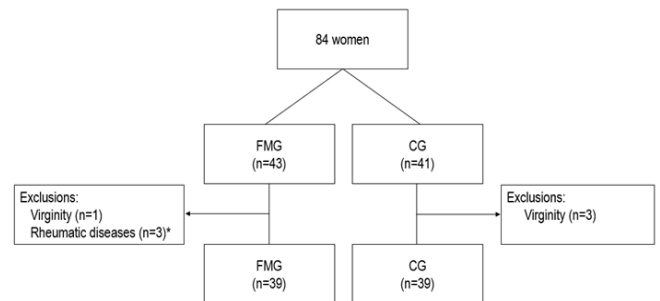 84 women
FMG
(n=43)
CG
(n=41)
Exclusions:
Virginity (n=1)
Rheumatic diseases (n=3)*
Exclusions:
Virginity (n=3)
FMG
(n=39)
CG
(n=39)